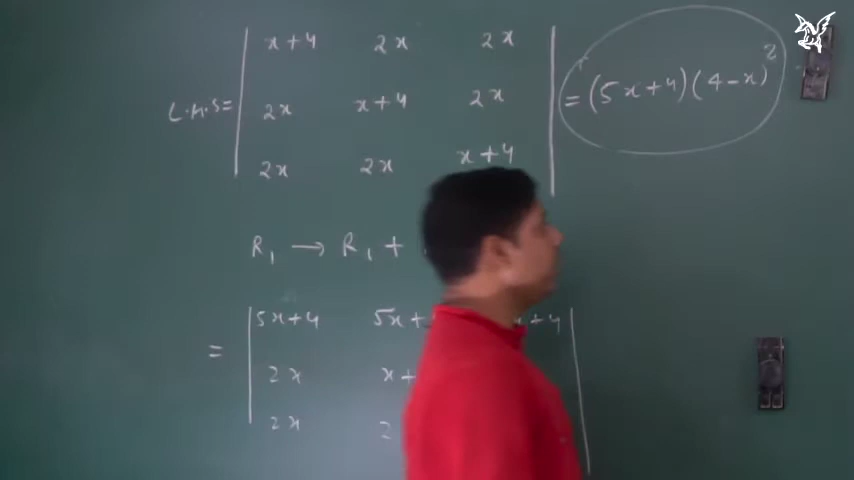 x+4 2x 2x
L.H.S= 2x x+4 2x =(5x+4)(4-x)²
2x 2x x+4
R₁ → R₁ +
5x+4 5x+ x+4
= 2x x+
2x 2